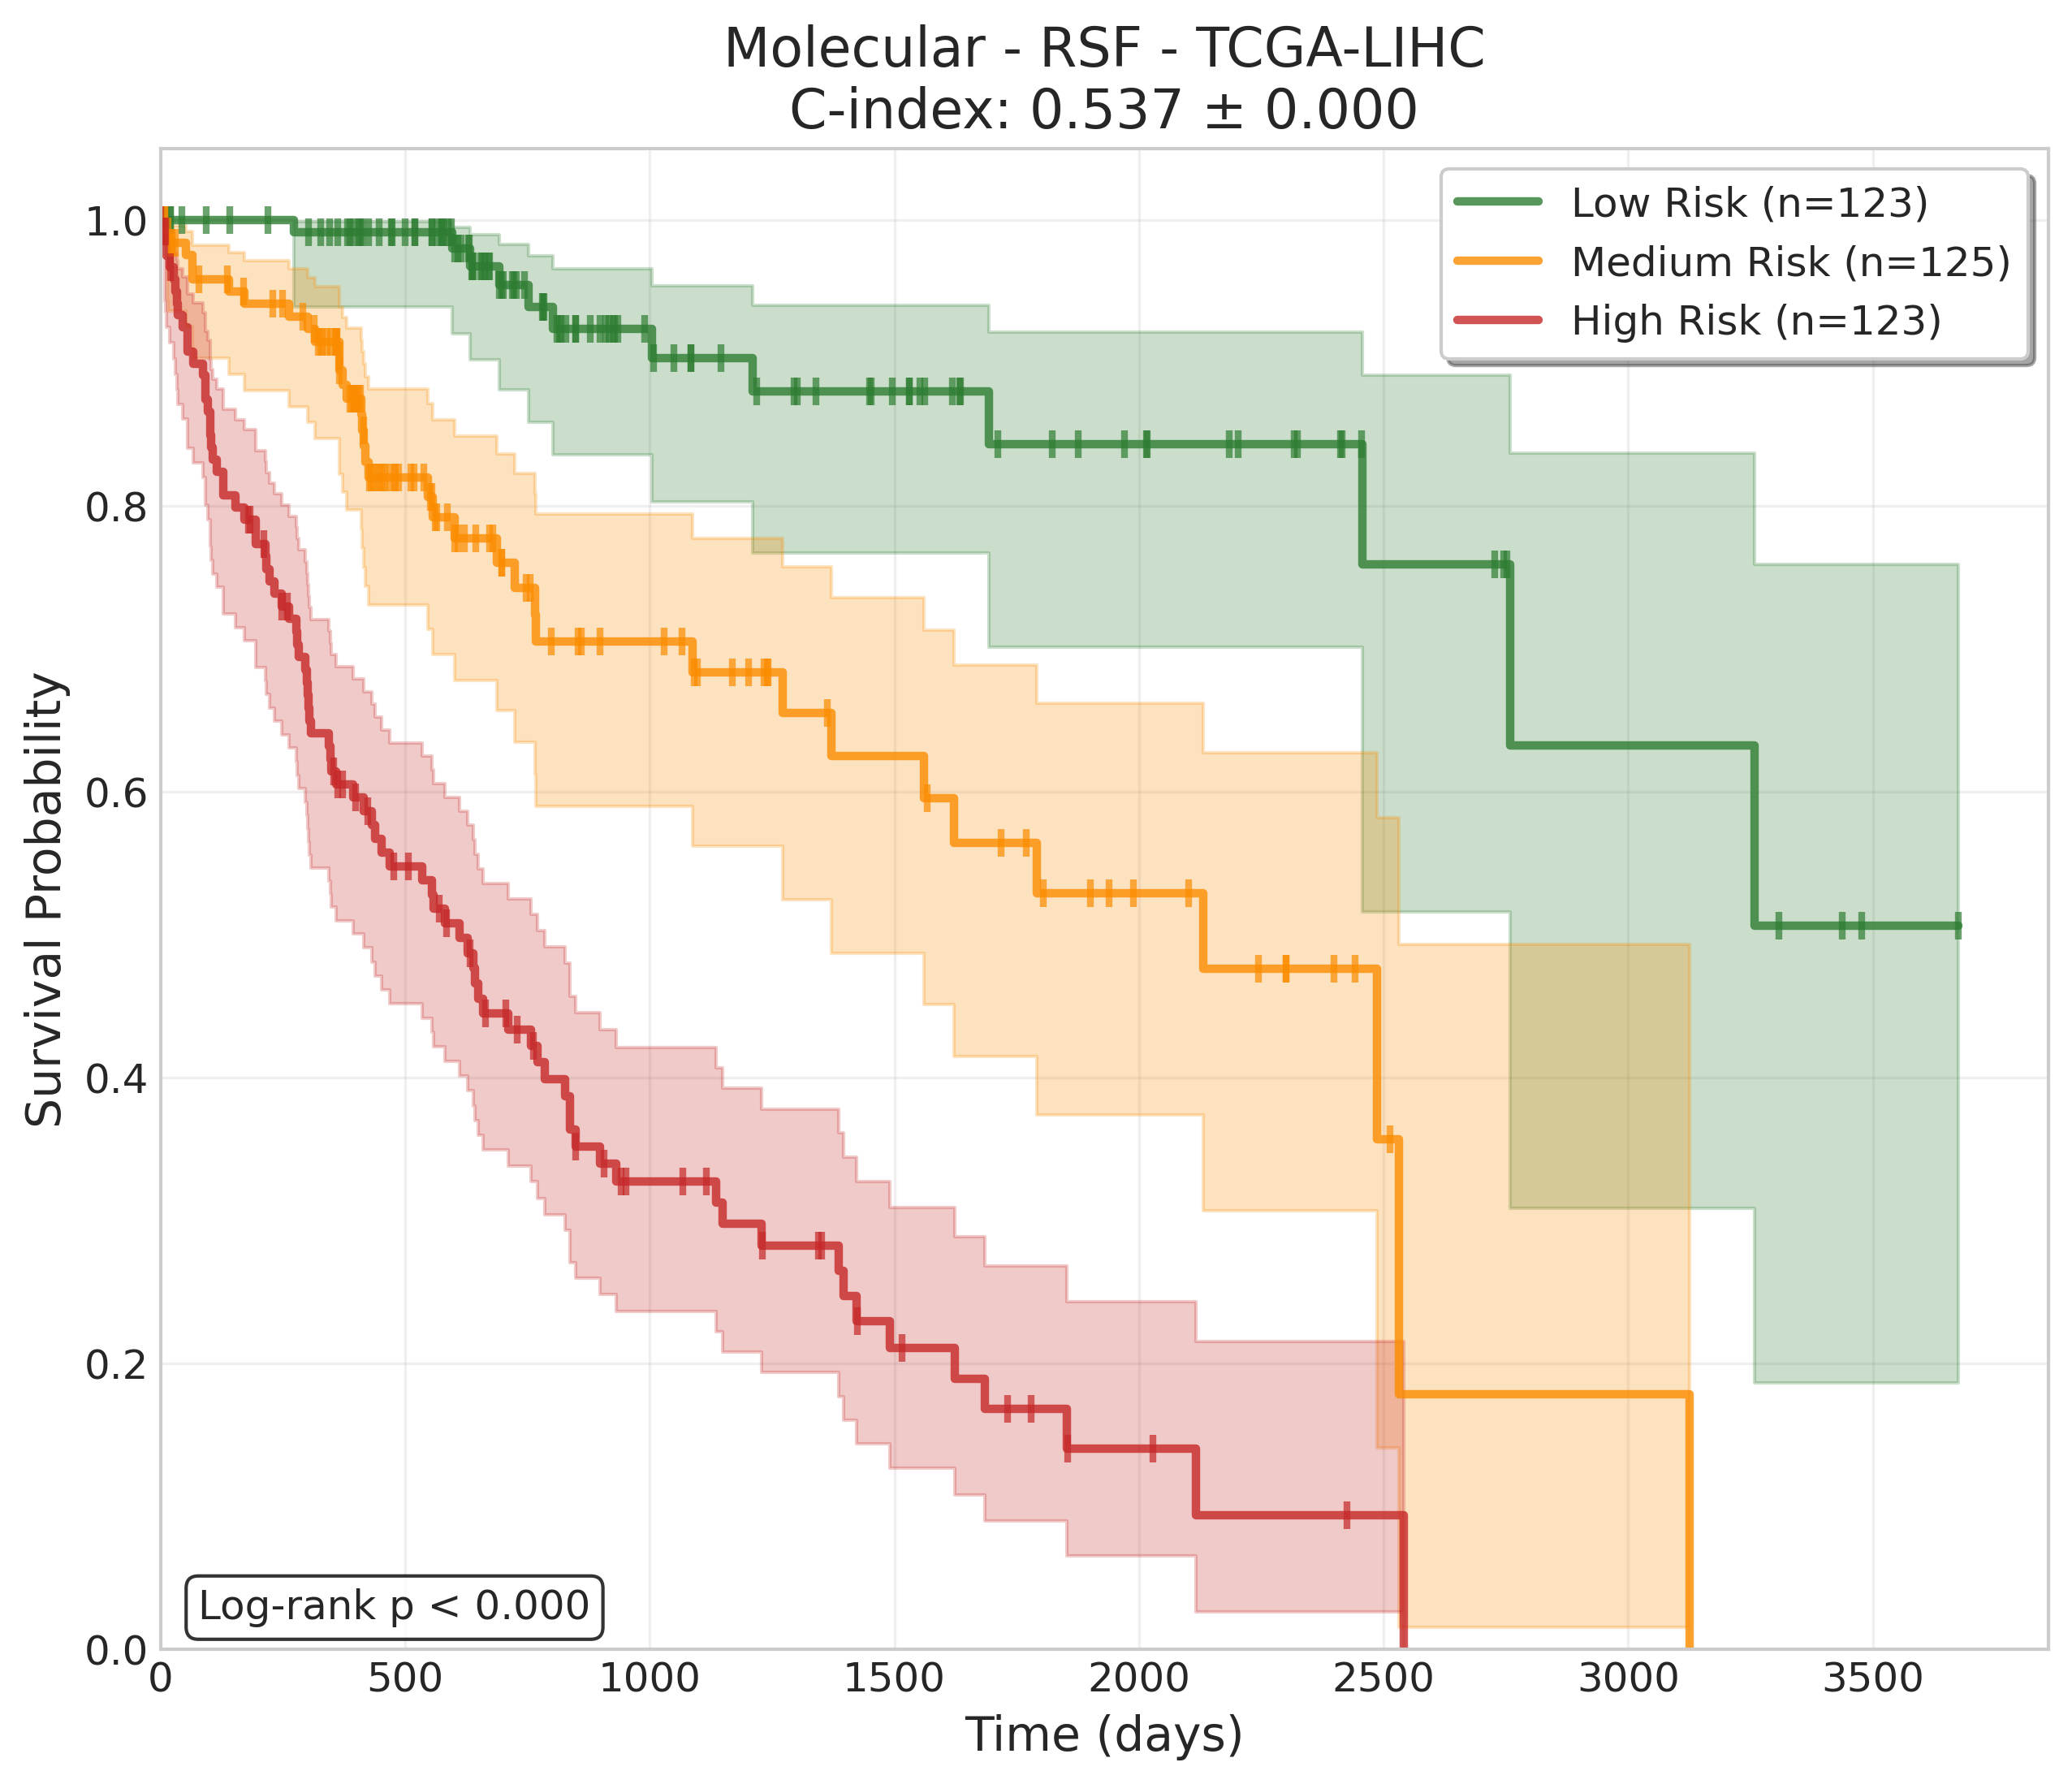 Molecular - RSF - TCGA-LIHC
C-index: 0.537 ± 0.000
Low Risk (n=123)
Medium Risk (n=125)
High Risk (n=123)
Survival Probability
1.0
0.8
0.6
0.4
0.2
0.0
Log-rank p < 0.000
0 500 1000 1500 2000 2500 3000 3500
Time (days)